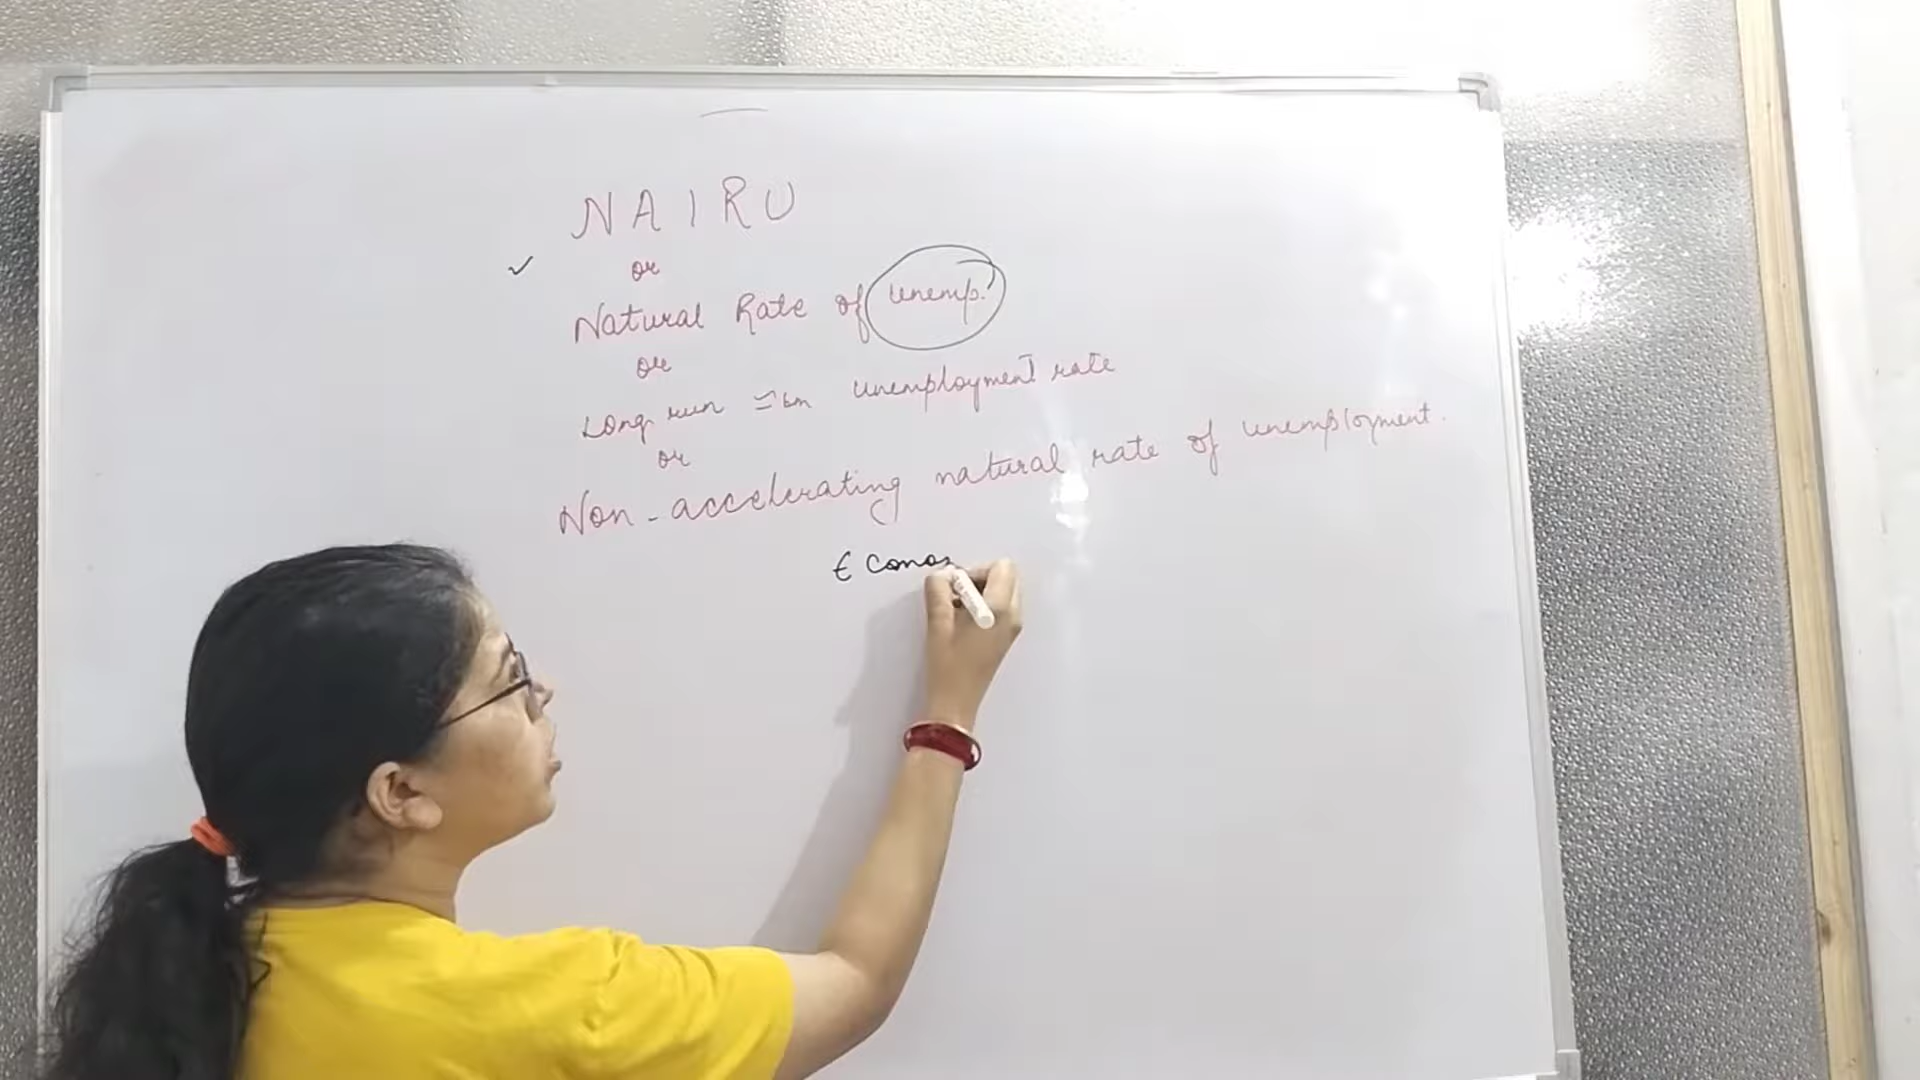 NAIRU
or
Natural Rate of Unemp.
or
Long run ≃bm unemployment rate
or
Non-accelerating natural rate of unemployment.
Econo